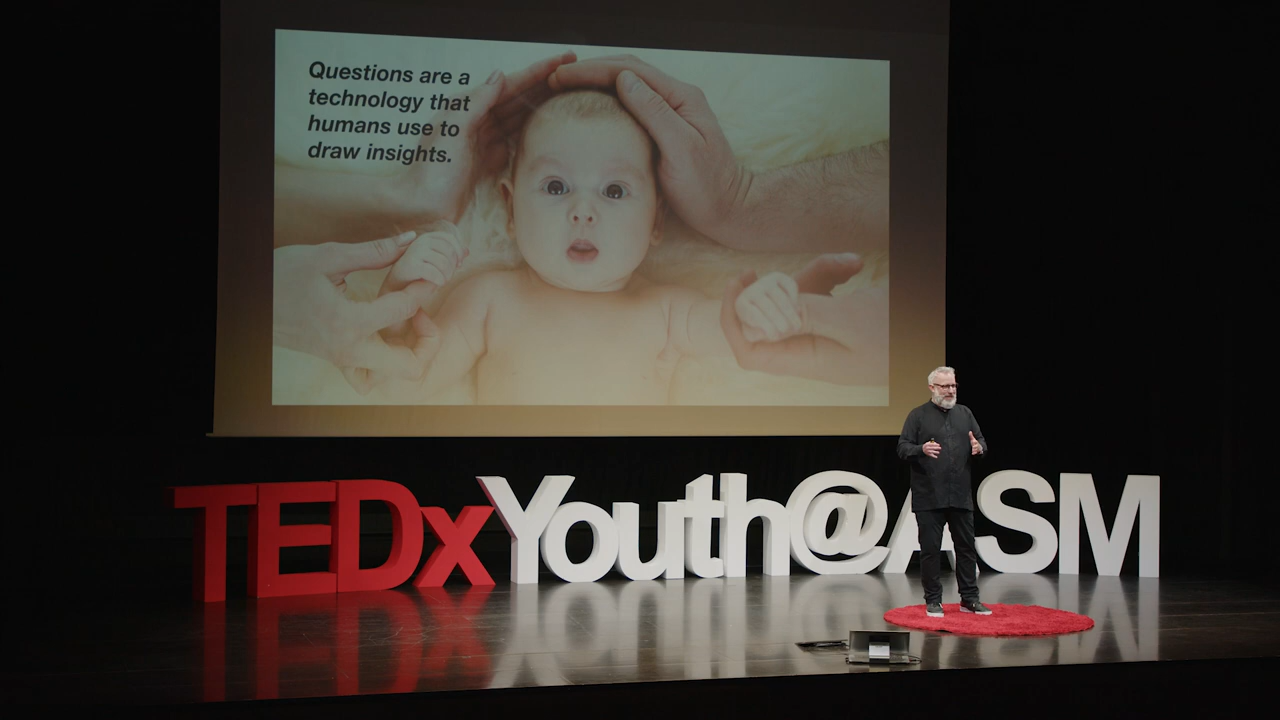 Questions are a
technology that
humans use to
draw insights.
TEDxYouth@ASM